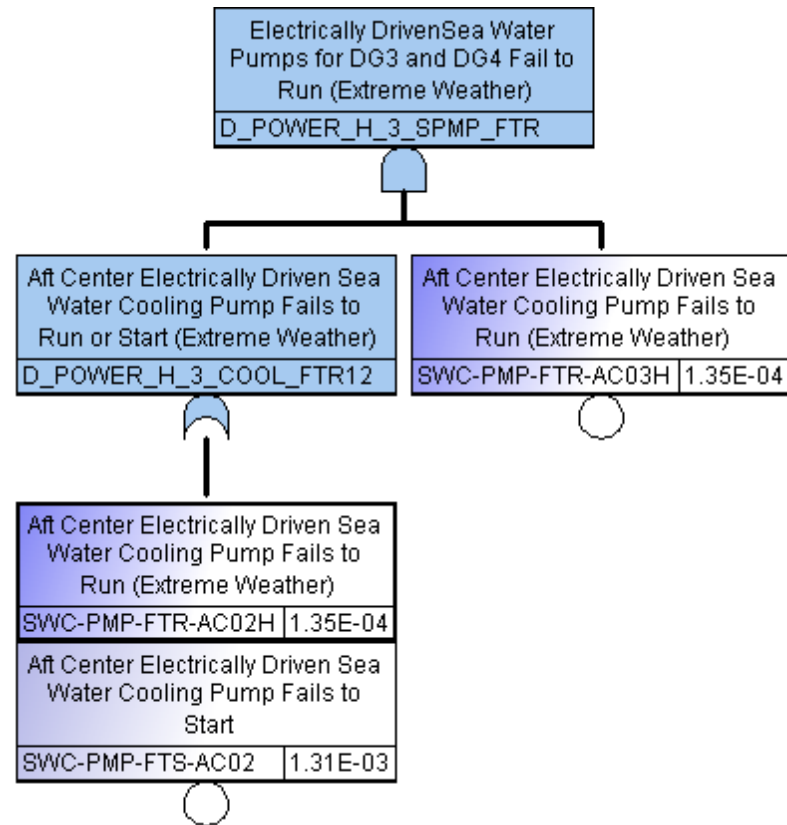 Electrically DrivenSea Water
Pumps for DG3 and DG4 Fail to
Run (Extreme Weather)
D_POWER_H_3_SPMP_FTR
Aft Center Electrically Driven Sea
Water Cooling Pump Fails to
Run or Start (Extreme Weather)
D_POWER_H_3_COOL_FTR12
Aft Center Electrically Driven Sea
Water Cooling Pump Fails to
Run (Extreme Weather)
SWC-PMP-FTR-AC03H 1.35E-04
Aft Center Electrically Driven Sea
Water Cooling Pump Fails to
Run (Extreme Weather)
SWC-PMP-FTR-AC02H 1.35E-04
Aft Center Electrically Driven Sea
Water Cooling Pump Fails to
Start
SWC-PMP-FTS-AC02 1.31E-03